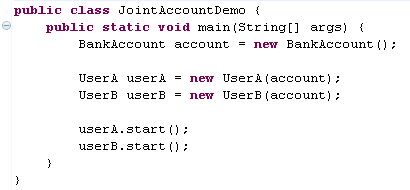 public class JointAccountDemo {
    public static void main(String[] args) {
        BankAccount account = new BankAccount();

        UserA userA = new UserA(account);
        UserB userB = new UserB(account);

        userA.start();
        userB.start();
    }
}